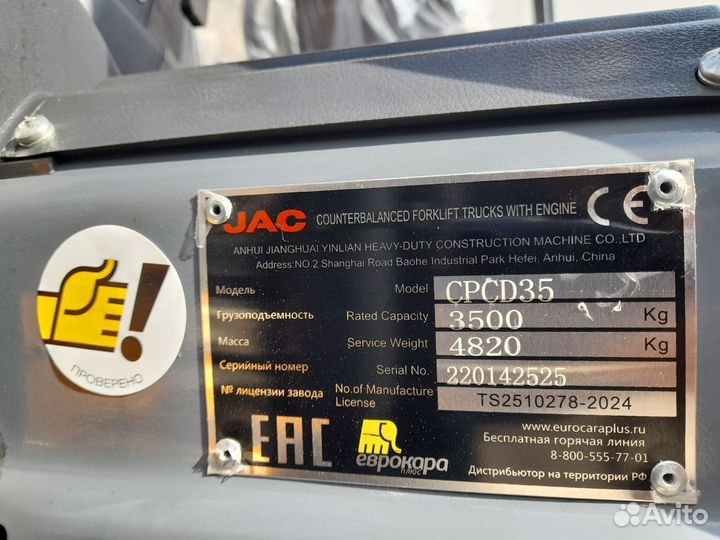 JAC COUNTERBALANCED FORKLIFT TRUCKS WITH ENGINE CE
ANHUI JIANGHUAI YINLIAN HEAVY-DUTY CONSTRUCTION MACHINE CO.,LTD
Address:NO 2 Shanghai Road Baohe Industrial Park Hefei, Anhui, China
Модель Model CPCD35
Грузоподъемность Rated Capacity 3500 Kg
Масса Service Weight 4820 Kg
Серийный номер Serial No. 220142525
№ лицензии завода No.of Manufacture License TS2510278-2024
EAC
еврокара
плюс
www.eurocaraplus.ru
Бесплатная горячая линия
8-800-555-77-01
Дистрибьютор на территории РФ
ПРОВЕРЕНО
Avito